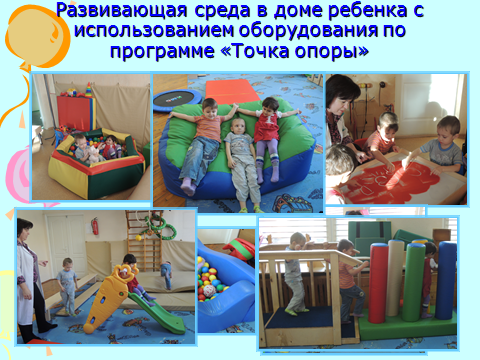 Развивающая среда в доме ребенка с
использованием оборудования по
программе «Точка опоры»